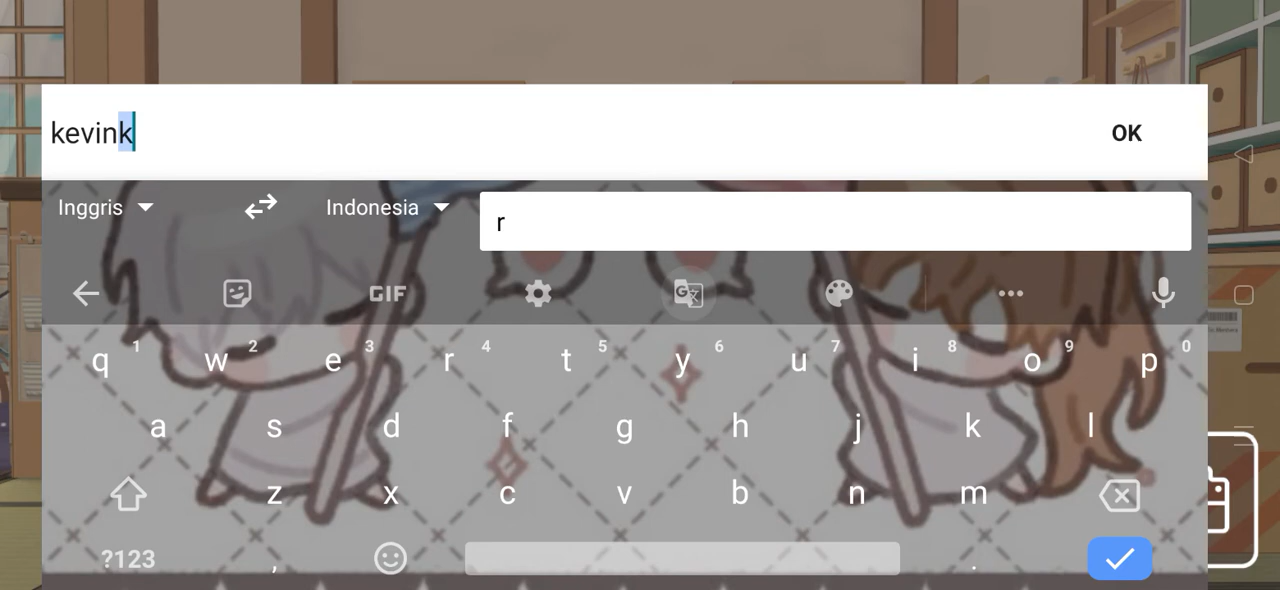 kevink
OK
Inggris
Indonesia
r
GIF
G
q 1 w 2 e 3 r 4 t 5 y 6 u 7 i 8 o 9 p 0
a s d f g h j k l
z x c v b n m
?123 , .